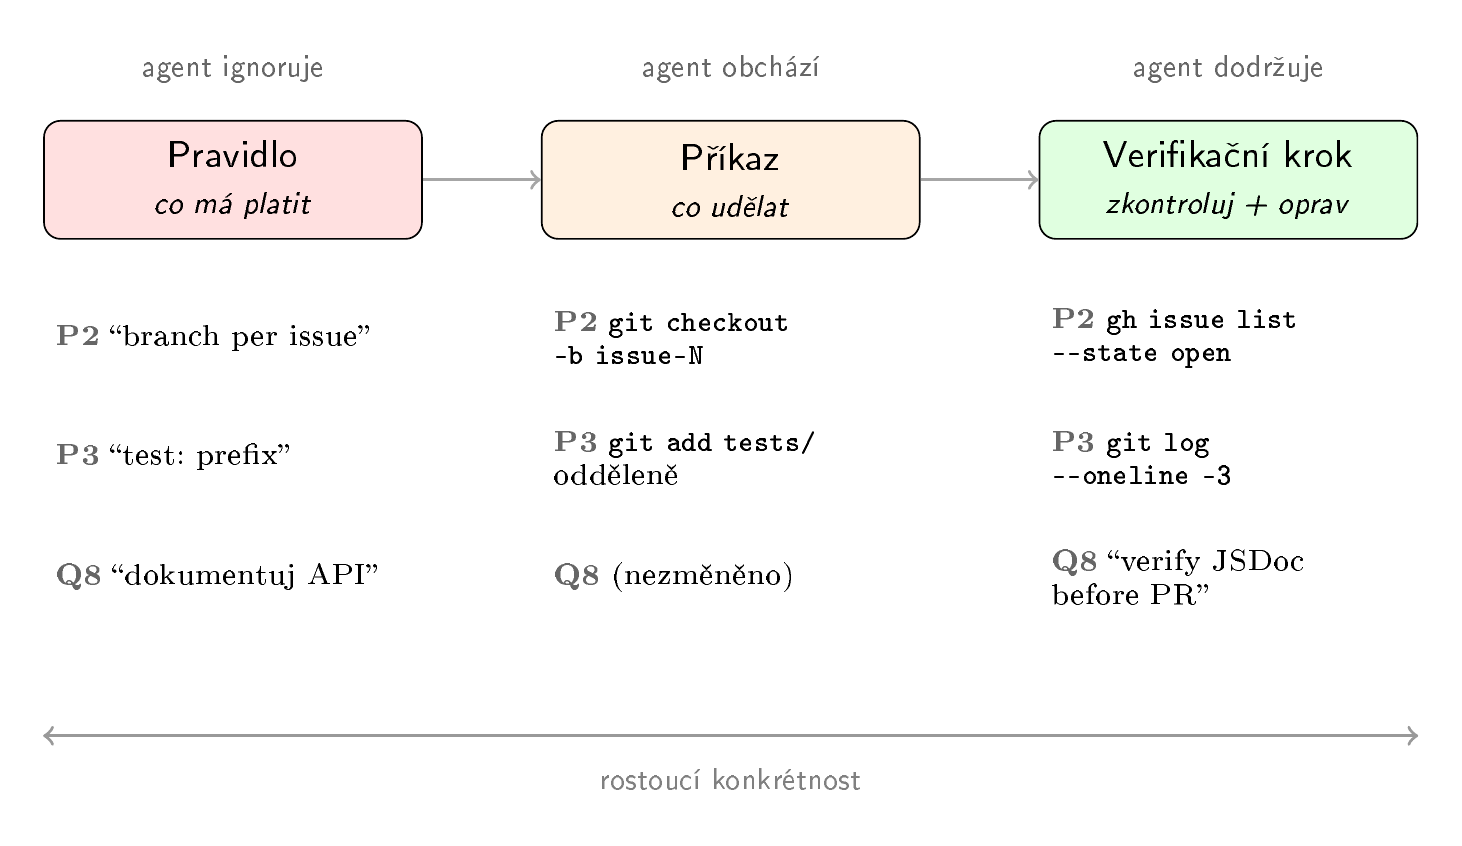 agent ignoruje
agent obchází
agent dodržuje
Pravidlo
co má platit
Příkaz
co udělat
Verifikační krok
zkontroluj + oprav
P2 “branch per issue”
P2 git checkout
-b issue-N
P2 gh issue list
--state open
P3 “test: prefix”
P3 git add tests/
odděleně
P3 git log
--oneline -3
Q8 “dokumentuj API”
Q8 (nezměněno)
Q8 “verify JSDoc
before PR”
rostoucí konkrétnost